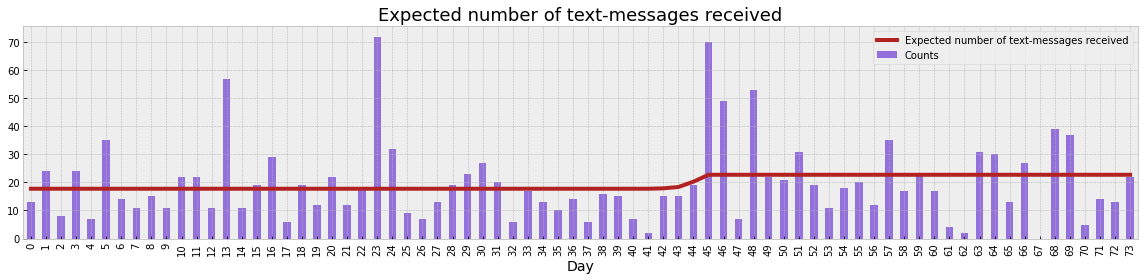 Expected number of text-messages received
Expected number of text-messages received
Counts
70
60
50
40
30
20
10
0
0 1 2 3 4 5 6 7 8 9 10 11 12 13 14 15 16 17 18 19 20 21 22 23 24 25 26 27 28 29 30 31 32 33 34 35 36 37 38 39 40 41 42 43 44 45 46 47 48 49 50 51 52 53 54 55 56 57 58 59 60 61 62 63 64 65 66 67 68 69 70 71 72 73
Day